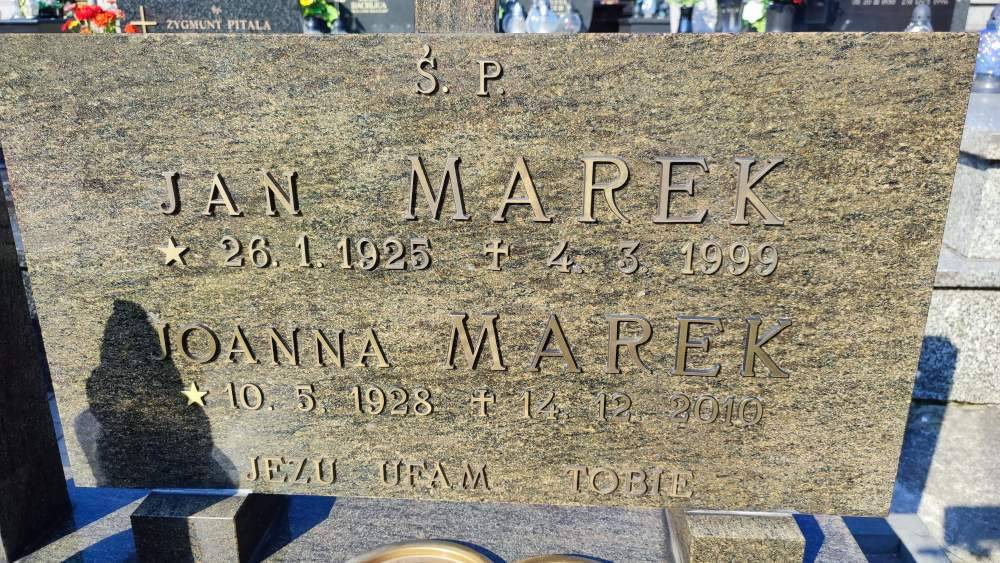 ZYGMUNT PITALA
Ś. P.
JAN MAREK
★ 26. 1. 1925 ✝ 4. 3. 1999
JOANNA MAREK
★ 10. 5. 1928 ✝ 14. 12. 2010
JEZU UFAM TOBIE